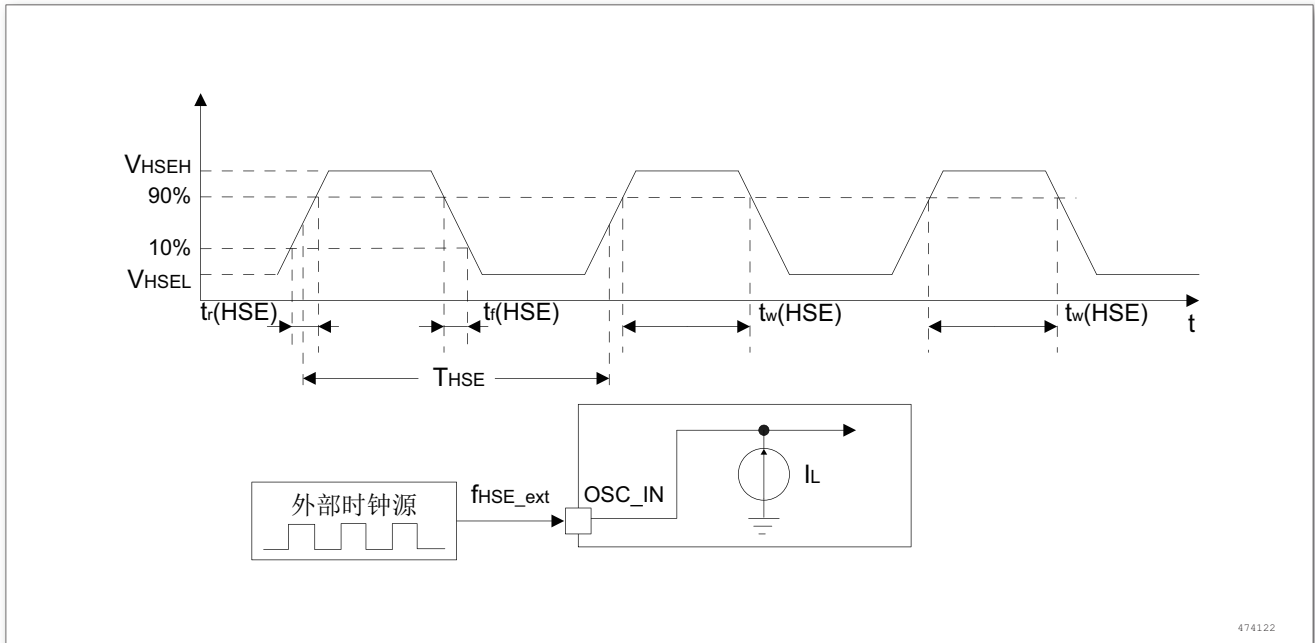 VHSEH
90%
10%
VHSEL
tr(HSE) tf(HSE) tw(HSE) tw(HSE) t
THSE
IL
fHSE_ext OSC_IN
外部时钟源
474122